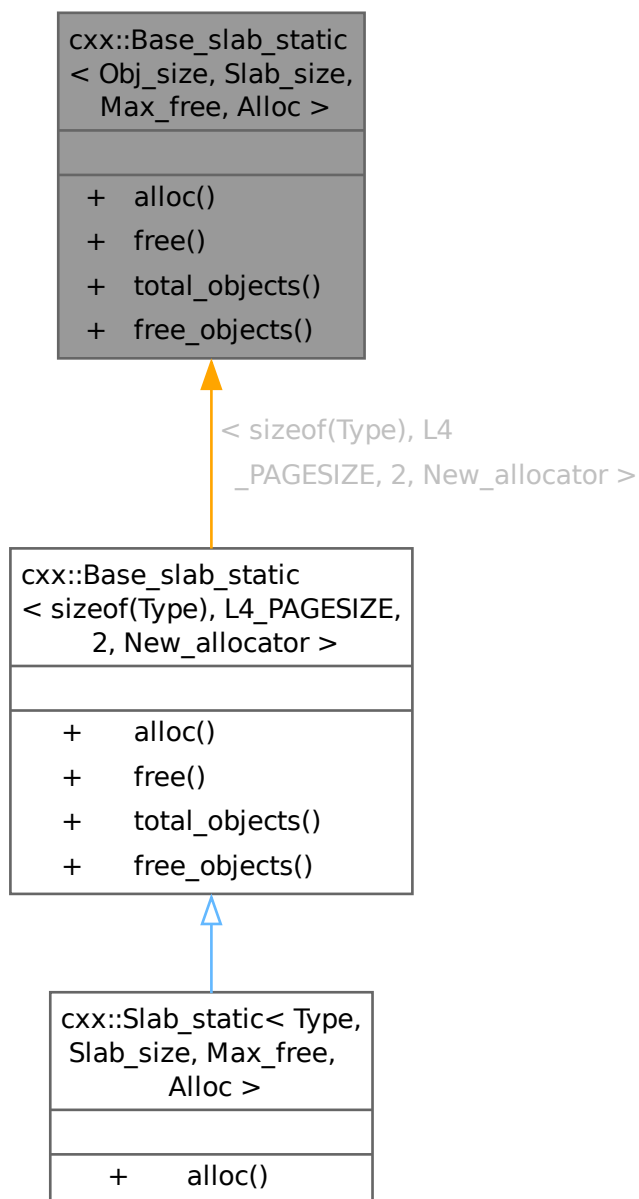 cxx::Base_slab_static
< Obj_size, Slab_size,
Max_free, Alloc >
+ alloc()
+ free()
+ total_objects()
+ free_objects()
< sizeof(Type), L4
_PAGESIZE, 2, New_allocator >
cxx::Base_slab_static
< sizeof(Type), L4_PAGESIZE,
2, New_allocator >
+ alloc()
+ free()
+ total_objects()
+ free_objects()
cxx::Slab_static< Type,
Slab_size, Max_free,
Alloc >
+ alloc()